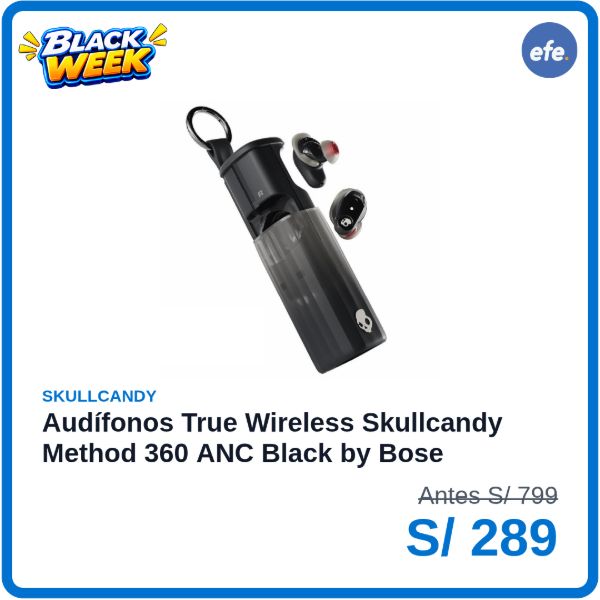 BLACK
WEEK
efe.
R
SKULLCANDY
Audífonos True Wireless Skullcandy
Method 360 ANC Black by Bose
Antes S/ 799
S/ 289